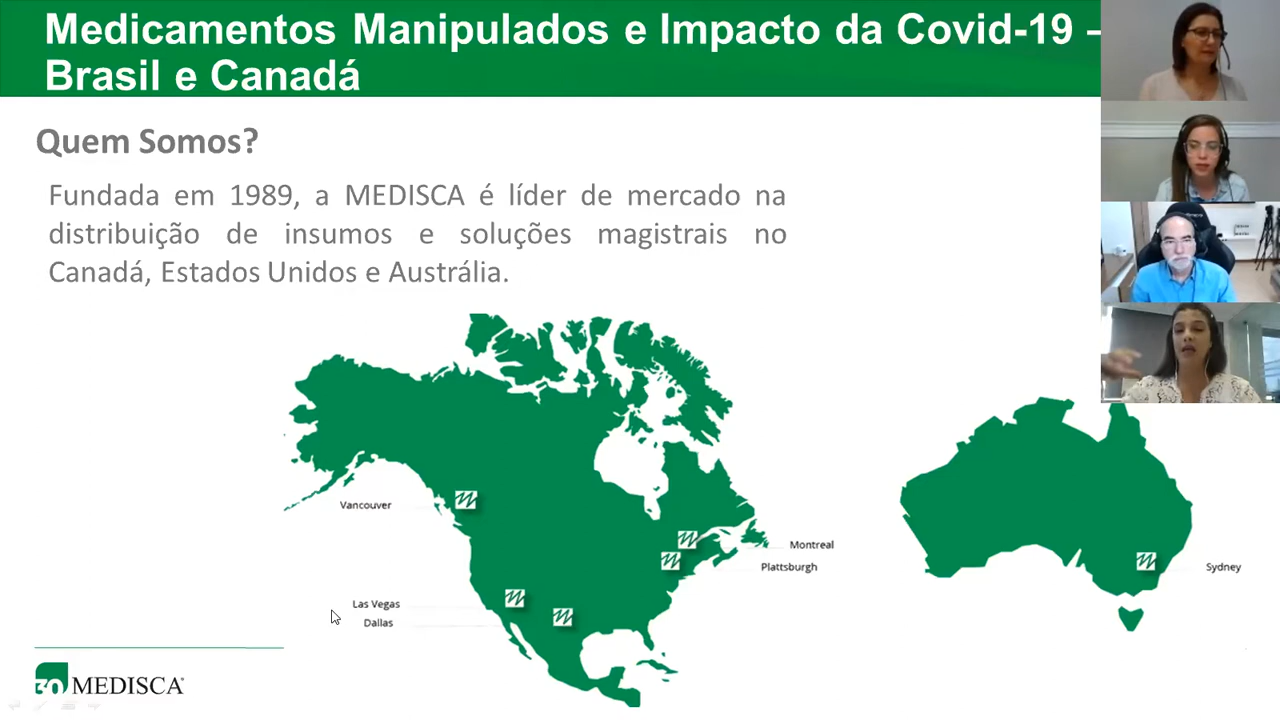 Medicamentos Manipulados e Impacto da Covid-19 –
Brasil e Canadá
Quem Somos?
Fundada em 1989, a MEDISCA é líder de mercado na
distribuição de insumos e soluções magistrais no
Canadá, Estados Unidos e Austrália.
Vancouver
Montreal
Plattsburgh
Sydney
Las Vegas
Dallas
30 MEDISCA